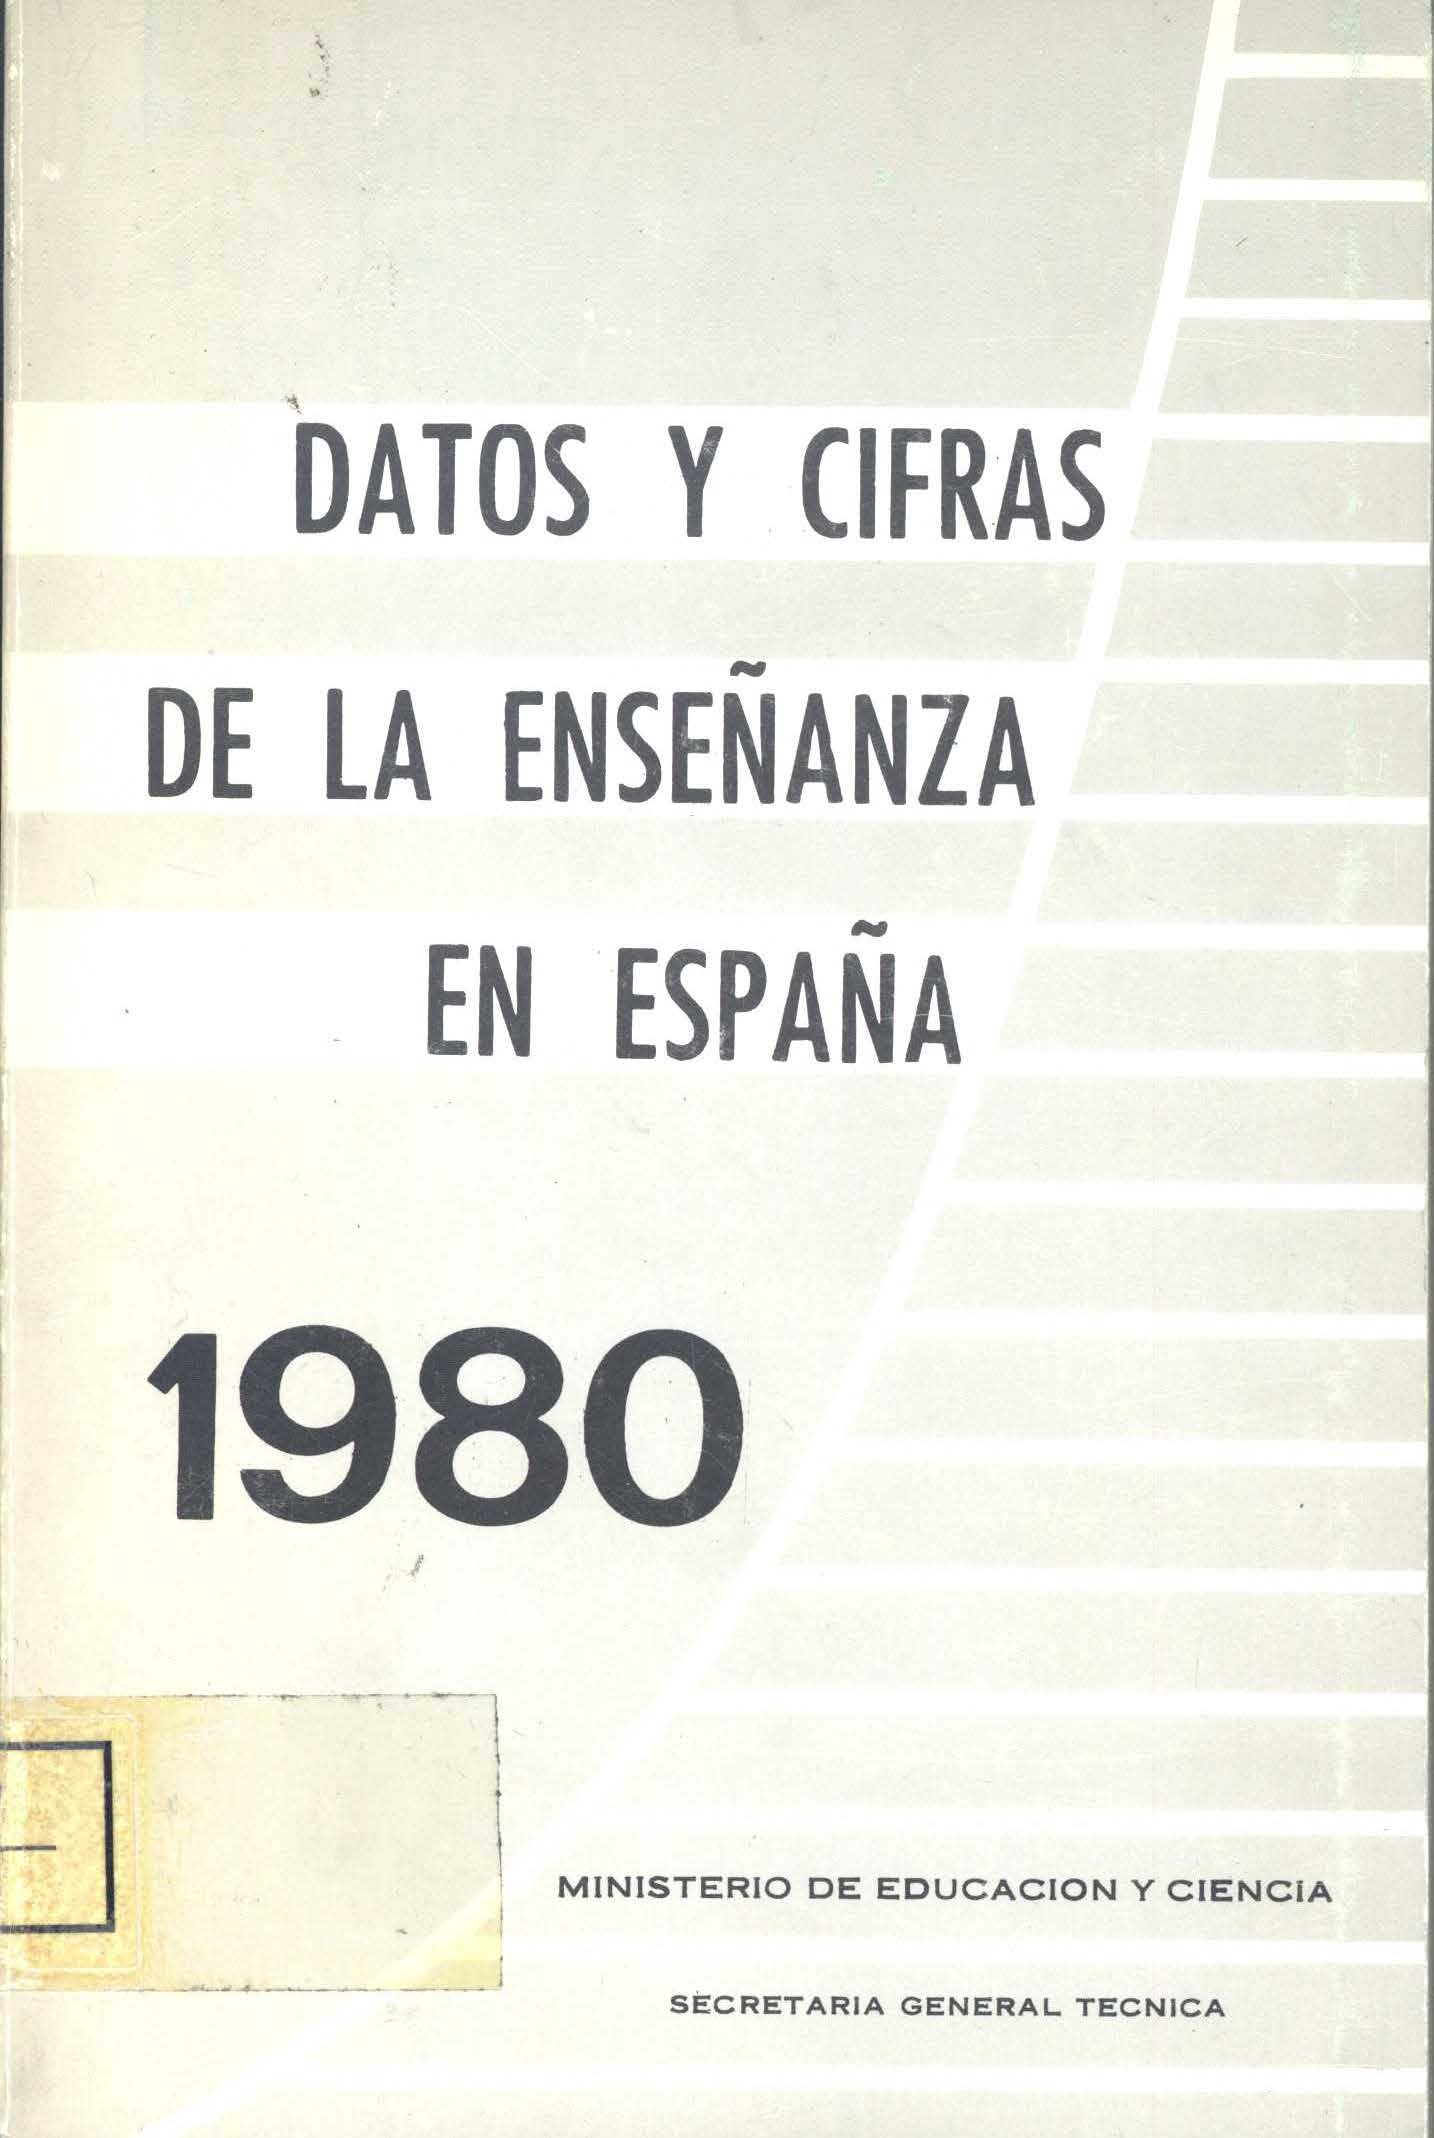 DATOS Y CIFRAS
DE LA ENSEÑANZA
EN ESPAÑA
1980
MINISTERIO DE EDUCACION Y CIENCIA
SECRETARIA GENERAL TECNICA